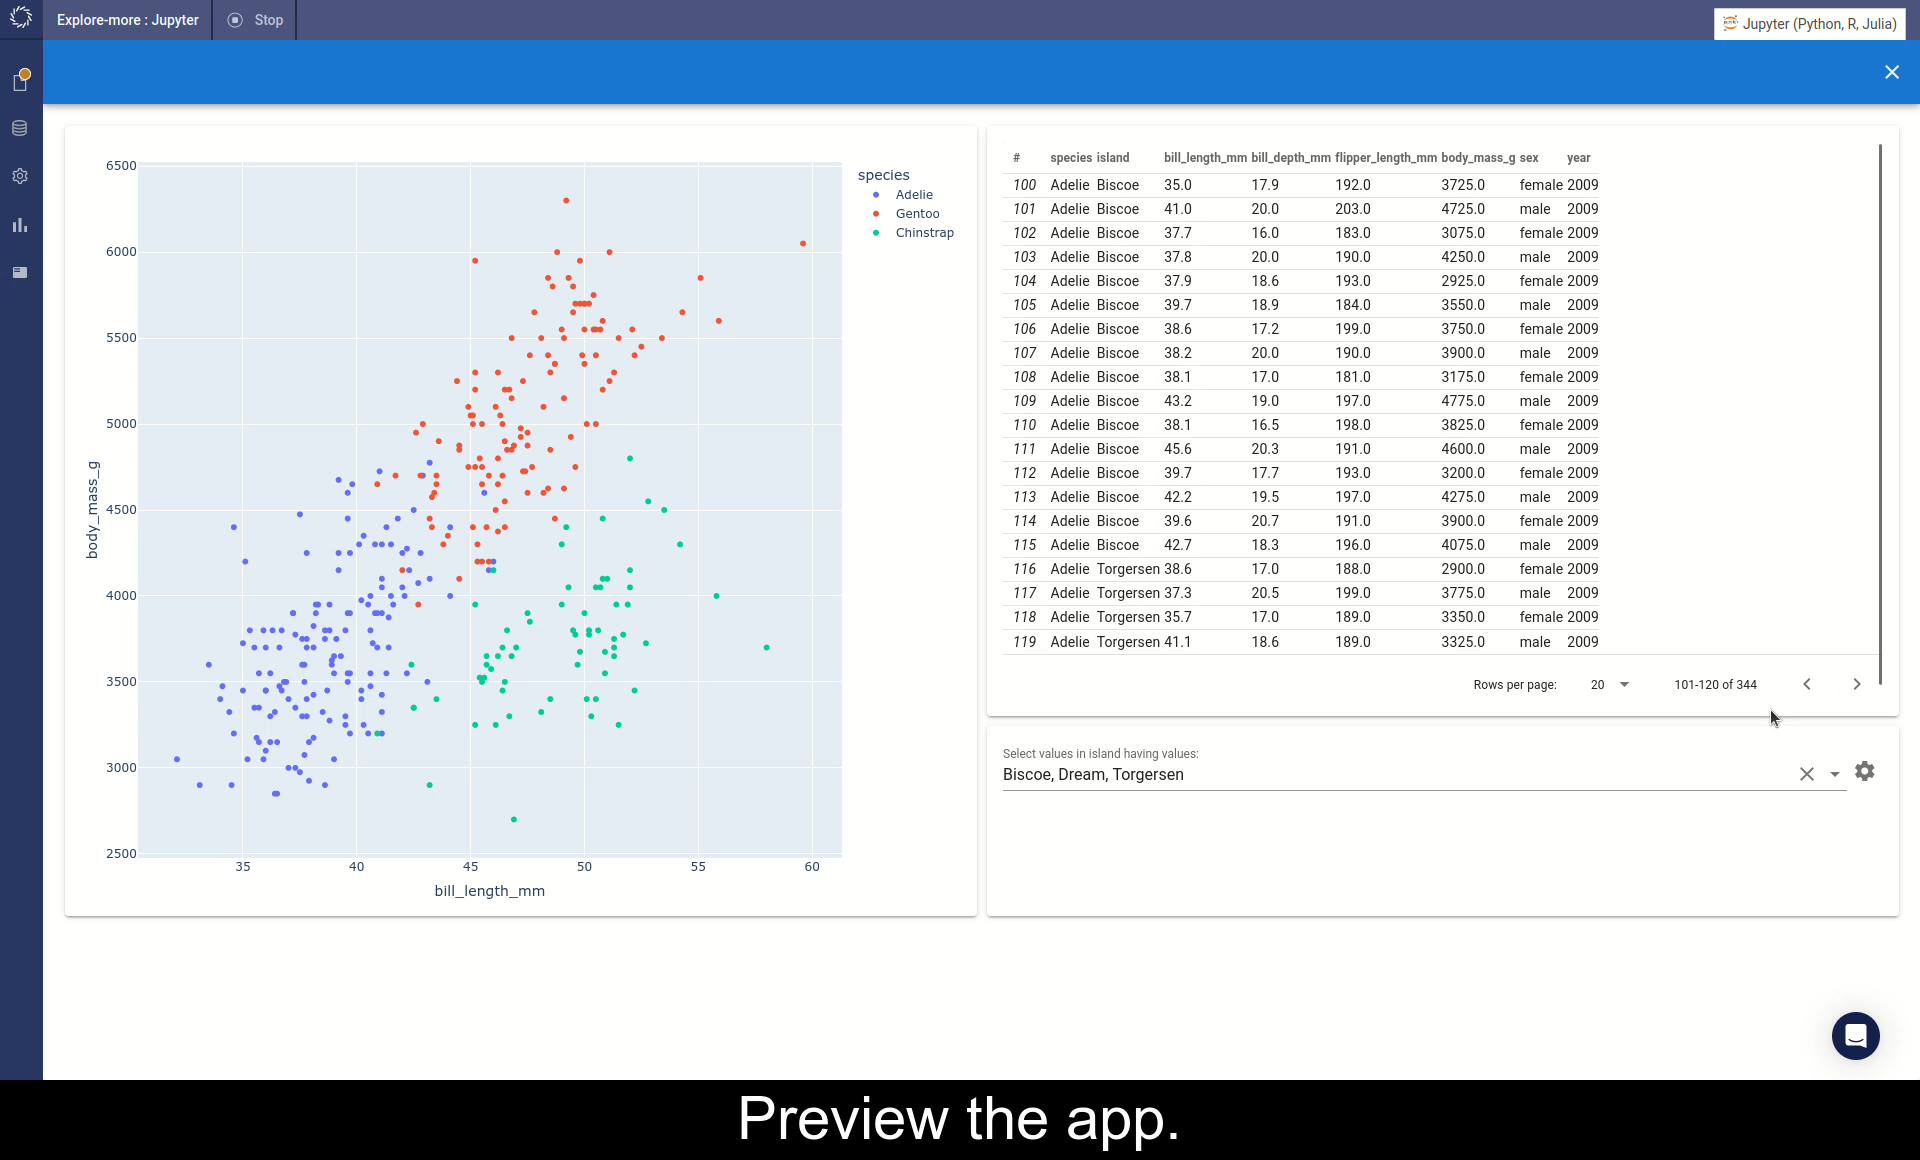 Explore-more : Jupyter
Stop
Jupyter (Python, R, Julia)
6500
6000
5500
5000
4500
4000
3500
3000
2500
body_mass_g
35 40 45 50 55 60
bill_length_mm
species
Adelie
Gentoo
Chinstrap
# species island bill_length_mm bill_depth_mm flipper_length_mm body_mass_g sex year
100 Adelie Biscoe 35.0 17.9 192.0 3725.0 female 2009
101 Adelie Biscoe 41.0 20.0 203.0 4725.0 male 2009
102 Adelie Biscoe 37.7 16.0 183.0 3075.0 female 2009
103 Adelie Biscoe 37.8 20.0 190.0 4250.0 male 2009
104 Adelie Biscoe 37.9 18.6 193.0 2925.0 female 2009
105 Adelie Biscoe 39.7 18.9 184.0 3550.0 male 2009
106 Adelie Biscoe 38.6 17.2 199.0 3750.0 female 2009
107 Adelie Biscoe 38.2 20.0 190.0 3900.0 male 2009
108 Adelie Biscoe 38.1 17.0 181.0 3175.0 female 2009
109 Adelie Biscoe 43.2 19.0 197.0 4775.0 male 2009
110 Adelie Biscoe 38.1 16.5 198.0 3825.0 female 2009
111 Adelie Biscoe 45.6 20.3 191.0 4600.0 male 2009
112 Adelie Biscoe 39.7 17.7 193.0 3200.0 female 2009
113 Adelie Biscoe 42.2 19.5 197.0 4275.0 male 2009
114 Adelie Biscoe 39.6 20.7 191.0 3900.0 female 2009
115 Adelie Biscoe 42.7 18.3 196.0 4075.0 male 2009
116 Adelie Torgersen 38.6 17.0 188.0 2900.0 female 2009
117 Adelie Torgersen 37.3 20.5 199.0 3775.0 male 2009
118 Adelie Torgersen 35.7 17.0 189.0 3350.0 female 2009
119 Adelie Torgersen 41.1 18.6 189.0 3325.0 male 2009
Rows per page: 20 101-120 of 344
Select values in island having values:
Biscoe, Dream, Torgersen
Preview the app.